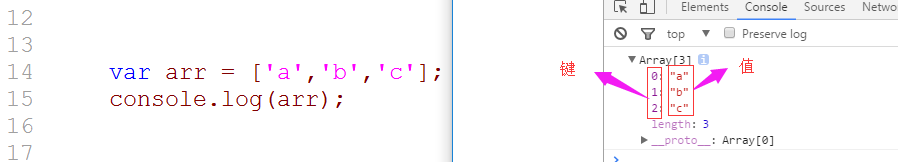 12
13
14 var arr = ['a','b','c'];
15 console.log(arr);
16
17
Elements Console Sources Network
top Preserve log
键 ▼Array[3] i 值
0: "a"
1: "b"
2: "c"
length: 3
▶__proto__: Array[0]
>